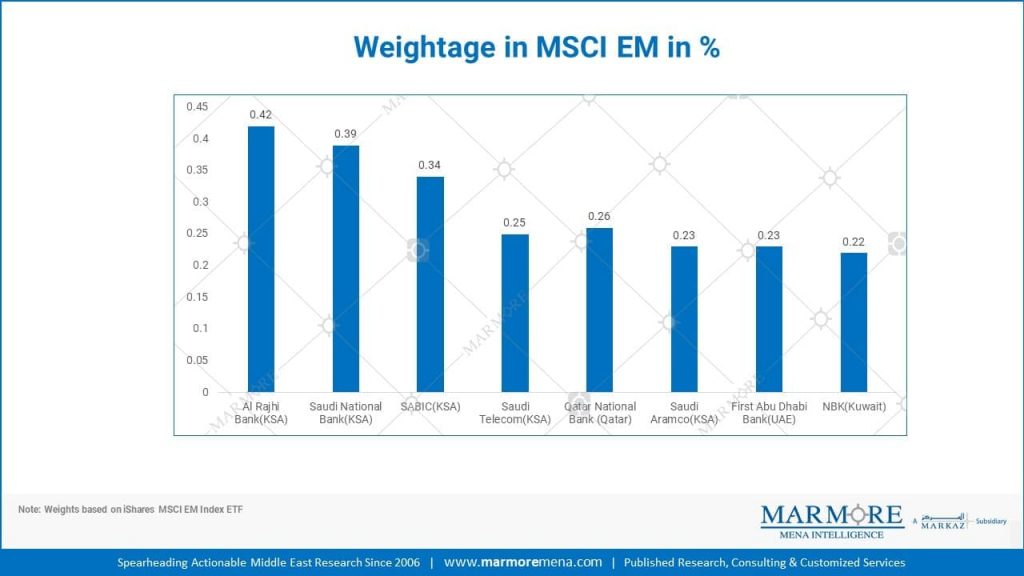 Weightage in MSCI EM in %
0.45
0.4
0.35
0.3
0.25
0.2
0.15
0.1
0.05
0
0.42
0.39
0.34
0.25
0.26
0.23
0.23
0.22
Al Rajhi
Bank(KSA)
Saudi National
Bank(KSA)
SABIC(KSA)
Saudi
Telecom(KSA)
Qatar National
Bank (Qatar)
Saudi
Aramco(KSA)
First Abu Dhabi
Bank(UAE)
NBK(Kuwait)
MARMORE
MARMORE
MARMORE
Note: Weights based on iShares MSCI EM Index ETF
MARMORE
MENA INTELLIGENCE
A المركز MARKAZ Subsidiary
Spearheading Actionable Middle East Research Since 2006 | www.marmoremena.com | Published Research, Consulting & Customized Services